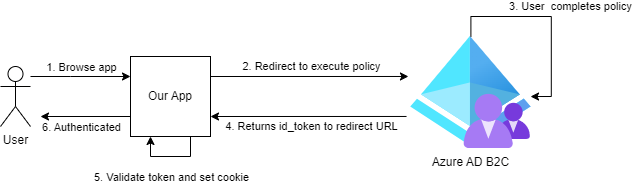 3. User  completes policy
1. Browse app
2. Redirect to execute policy
Our App
6. Authenticated
4. Returns id_token to redirect URL
User
Azure AD B2C
5. Validate token and set cookie